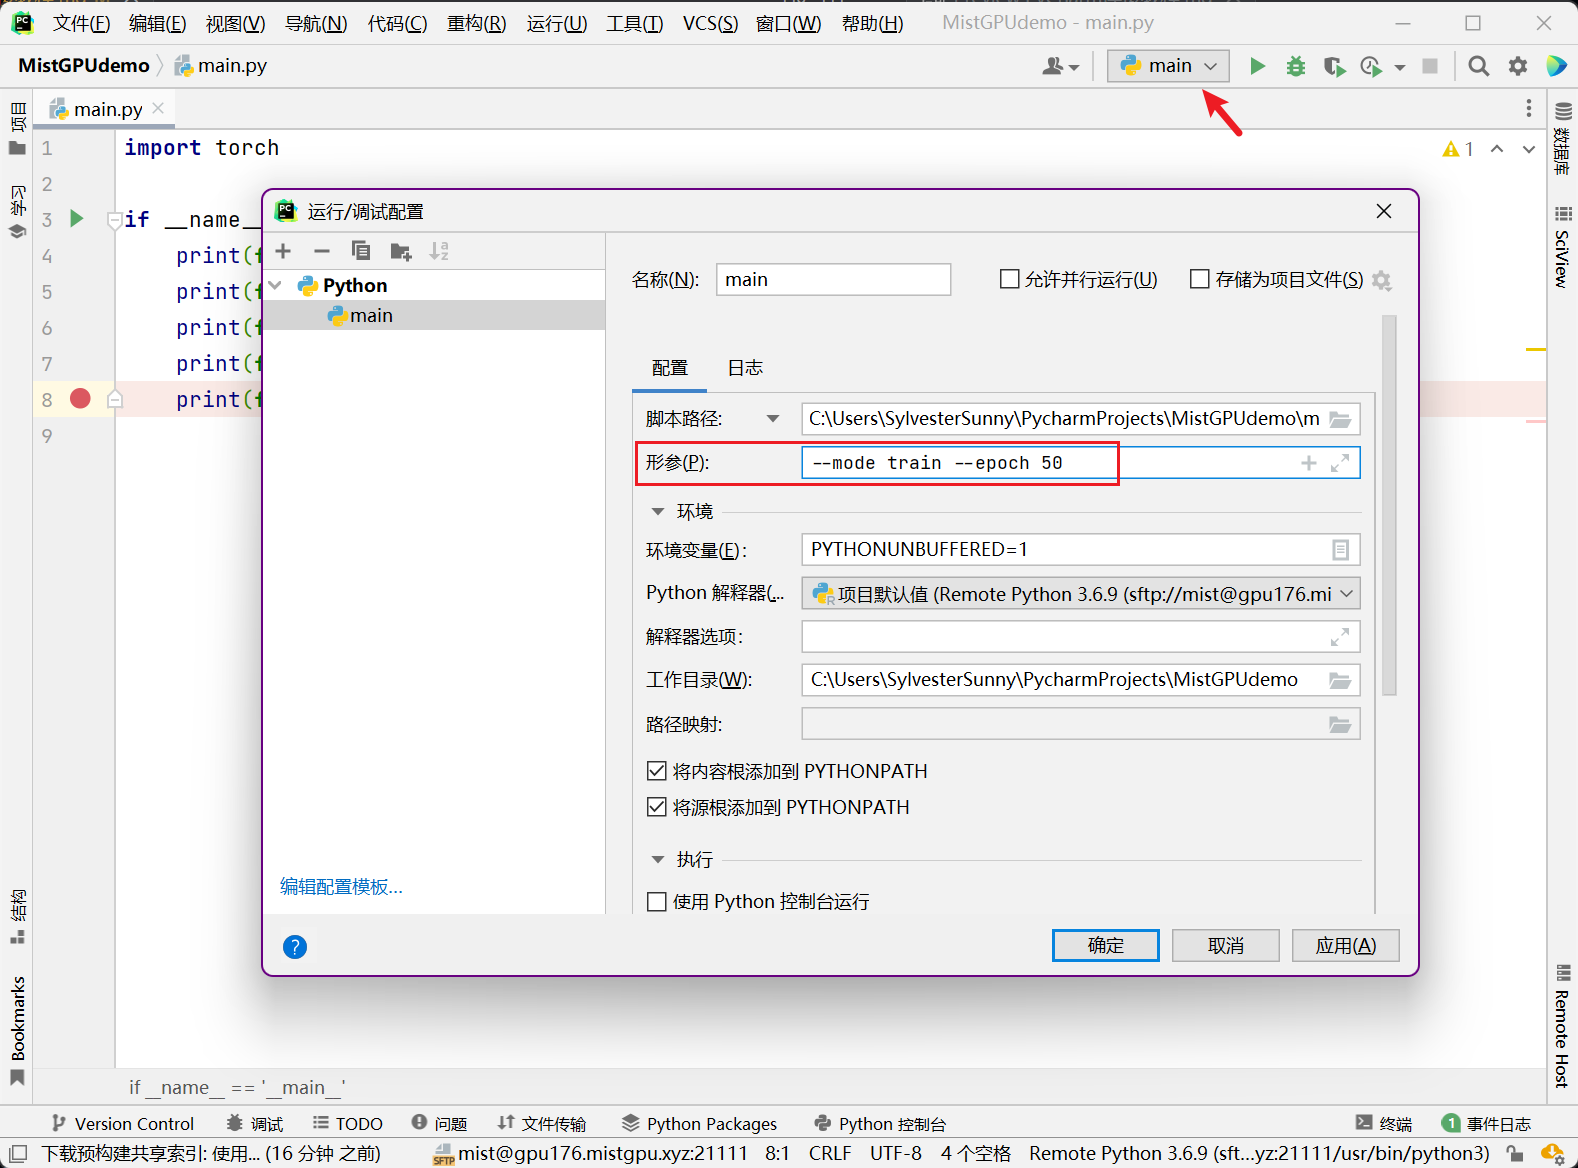 文件(F) 编辑(E) 视图(V) 导航(N) 代码(C) 重构(R) 运行(U) 工具(T) VCS(S) 窗口(W) 帮助(H) MistGPUdemo - main.py
MistGPUdemo main.py main
项目 main.py
1 import torch 1
2
学习
数据库
SciView
3 if __name__
4 print(f
5 print(f
6 print(f
7 print(f
8 print(f
9
运行/调试配置
Python
main
编辑配置模板...
名称(N): main 允许并行运行(U) 存储为项目文件(S)
配置 日志
脚本路径: C:\Users\SylvesterSunny\PycharmProjects\MistGPUdemo\m
形参(P): --mode train --epoch 50
环境
环境变量(E): PYTHONUNBUFFERED=1
Python 解释器(... 项目默认值 (Remote Python 3.6.9 (sftp://mist@gpu176.mi
解释器选项:
工作目录(W): C:\Users\SylvesterSunny\PycharmProjects\MistGPUdemo
路径映射:
将内容根添加到 PYTHONPATH
将源根添加到 PYTHONPATH
执行
使用 Python 控制台运行
? 确定 取消 应用(A)
结构
Bookmarks
Remote Host
if __name__ == '__main__'
Version Control 调试 TODO 问题 文件传输 Python Packages Python 控制台 终端 1 事件日志
下载预构建共享索引: 使用... (16 分钟 之前) SFTP mist@gpu176.mistgpu.xyz:21111 8:1 CRLF UTF-8 4 个空格 Remote Python 3.6.9 (sft...yz:21111/usr/bin/python3)